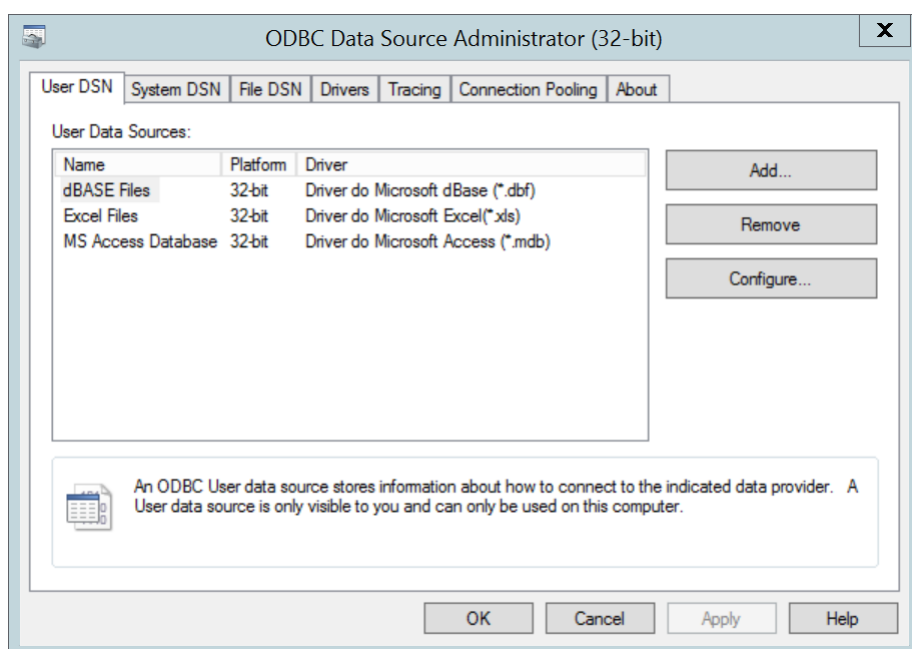 ODBC Data Source Administrator (32-bit)
X
User DSN System DSN File DSN Drivers Tracing Connection Pooling About
User Data Sources:
Name Platform Driver
dBASE Files 32-bit Driver do Microsoft dBase (*.dbf)
Excel Files 32-bit Driver do Microsoft Excel(*.xls)
MS Access Database 32-bit Driver do Microsoft Access (*.mdb)
Add...
Remove
Configure...
An ODBC User data source stores information about how to connect to the indicated data provider. A
User data source is only visible to you and can only be used on this computer.
OK Cancel Apply Help